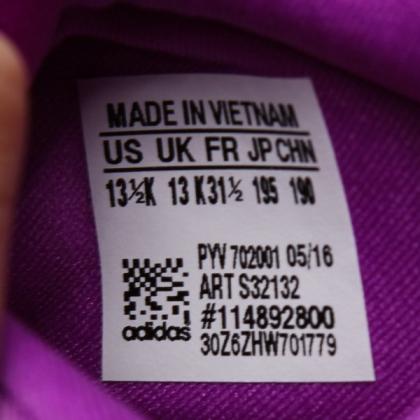 MADE IN VIETNAM
US UK FR JP CHN
13½K 13 K 31½ 195 190
PYV 702001 05/16
ART S32132
#114892800
adidas
30Z6ZHW701779